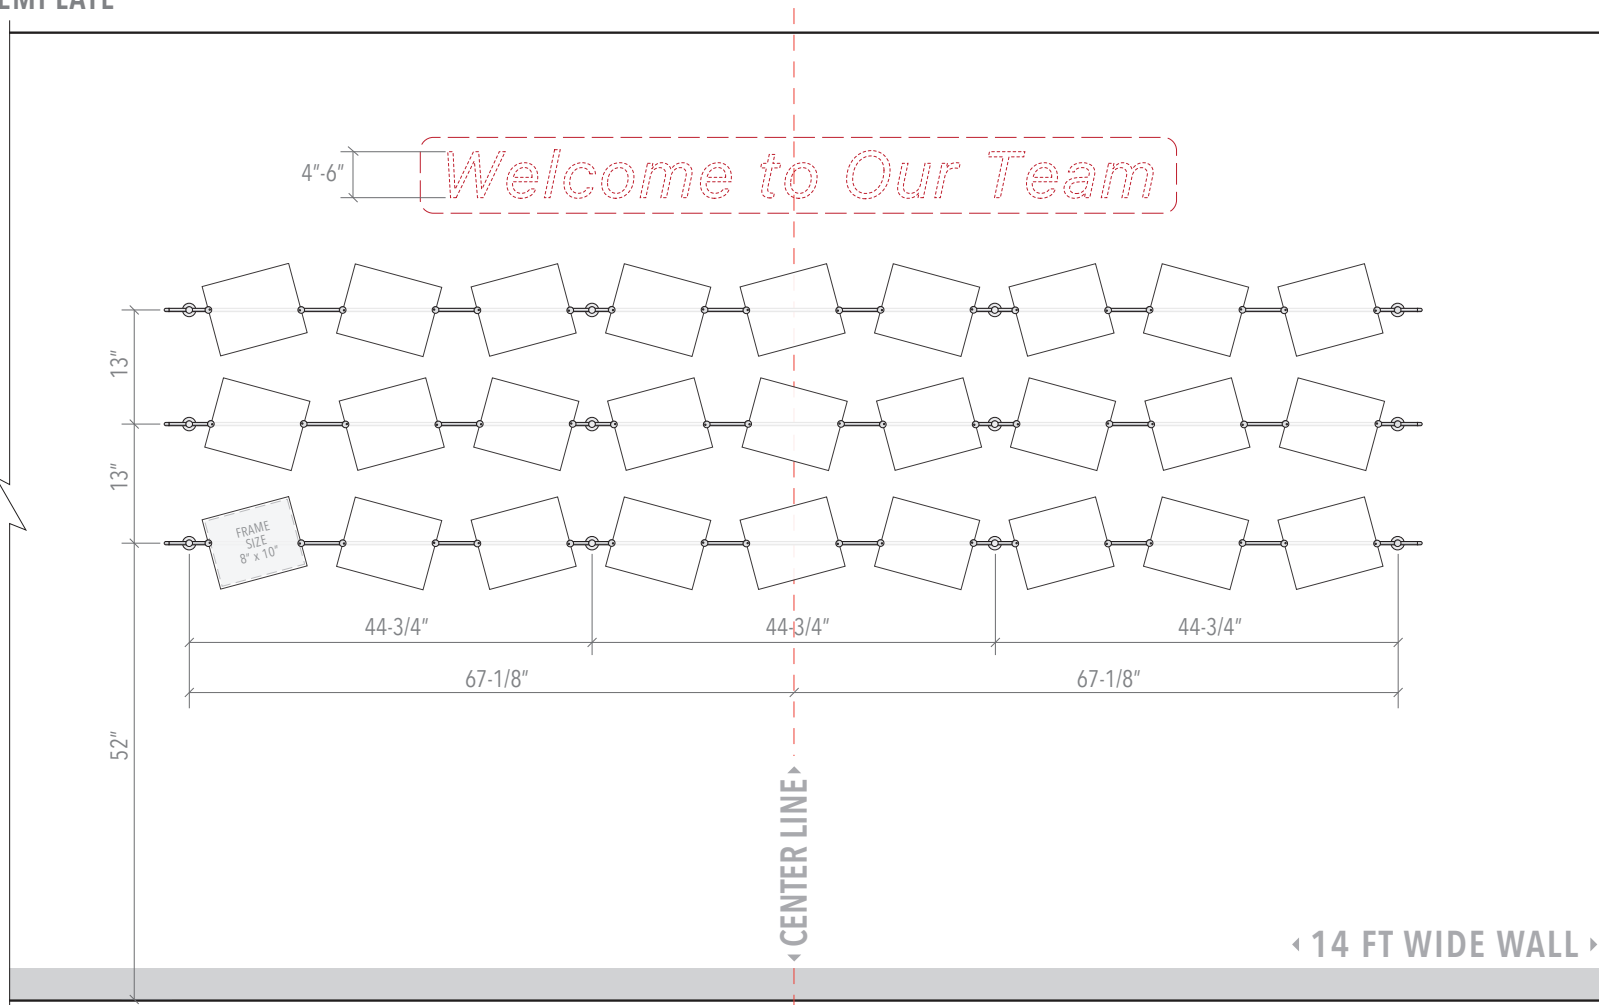 4"-6"
Welcome to Our Team
13"
13"
FRAME
SIZE
8" x 10"
44-3/4" 44-3/4" 44-3/4"
67-1/8" 67-1/8"
52"
CENTER LINE
14 FT WIDE WALL